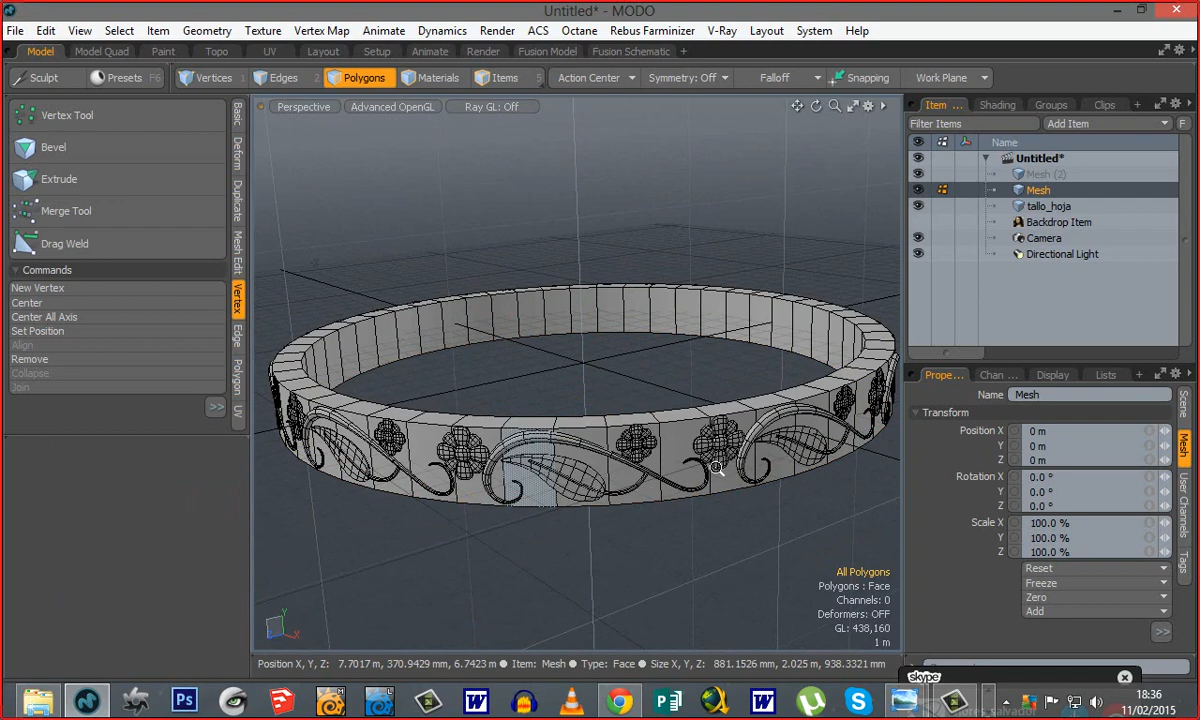 Untitled* - MODO
File Edit View Select Item Geometry Texture Vertex Map Animate Dynamics Render ACS Octane Rebus Farminizer V-Ray Layout System Help
Model Model Quad Paint Topo UV Layout Setup Animate Render Fusion Model Fusion Schematic +
Sculpt Presets F6 Vertices 1 Edges 2 Polygons Materials Items 5 Action Center Symmetry: Off Falloff Snapping Work Plane
Vertex Tool
Bevel
Extrude
Merge Tool
Drag Weld
Commands
New Vertex
Center
Center All Axis
Set Position
Align
Remove
Collapse
Join
>>
Basic
Deform
Duplicate
Mesh Edit
Vertex
Edge
Polygon
UV
Perspective Advanced OpenGL Ray GL: Off
All Polygons
Polygons : Face
Channels: 0
Deformers: OFF
GL: 438,160
1 m
Position X, Y, Z: 7.7017 m, 370.9429 mm, 6.7423 m Item: Mesh Type: Face Size X, Y, Z: 881.1526 mm, 2.025 m, 938.3321 mm
Item ... Shading Groups Clips +
Filter Items Add Item F
Name
Untitled*
Mesh (2)
Mesh
tallo_hoja
Backdrop Item
Camera
Directional Light
Prope... Chan ... Display Lists +
Name Mesh
Transform
Position X 0 m
Y 0 m
Z 0 m
Rotation X 0.0 °
Y 0.0 °
Z 0.0 °
Scale X 100.0 %
Y 100.0 %
Z 100.0 %
Reset
Freeze
Zero
Add
>>
Scene
Mesh
User Channels
Tags
skype
18:36
11/02/2015